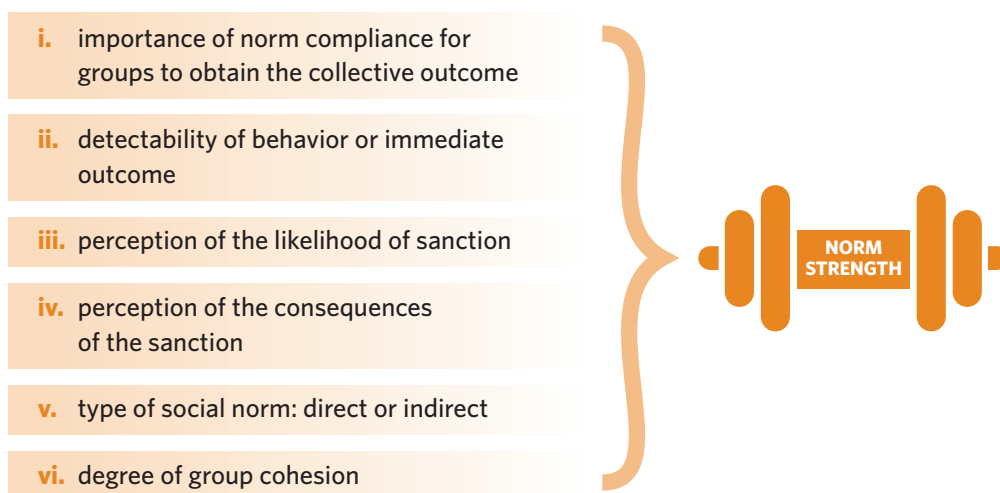 i. importance of norm compliance for
groups to obtain the collective outcome
ii. detectability of behavior or immediate
outcome
iii. perception of the likelihood of sanction
iv. perception of the consequences
of the sanction
v. type of social norm: direct or indirect
vi. degree of group cohesion
NORM
STRENGTH